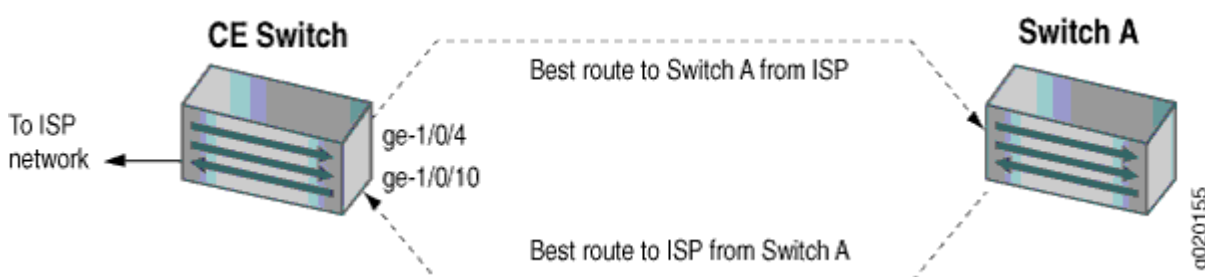 CE Switch
Switch A
Best route to Switch A from ISP
To ISP
network
ge-1/0/4
ge-1/0/10
Best route to ISP from Switch A
g020155